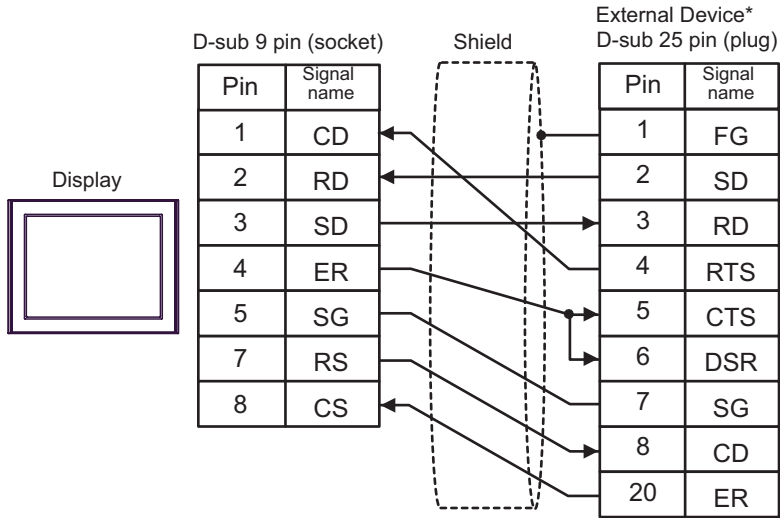 External Device*
D-sub 9 pin (socket) Shield D-sub 25 pin (plug)
Pin Signal name Pin Signal name
1 CD 1 FG
Display
2 RD 2 SD
3 SD 3 RD
4 ER 4 RTS
5 SG 5 CTS
7 RS 6 DSR
8 CS 7 SG
8 CD
20 ER